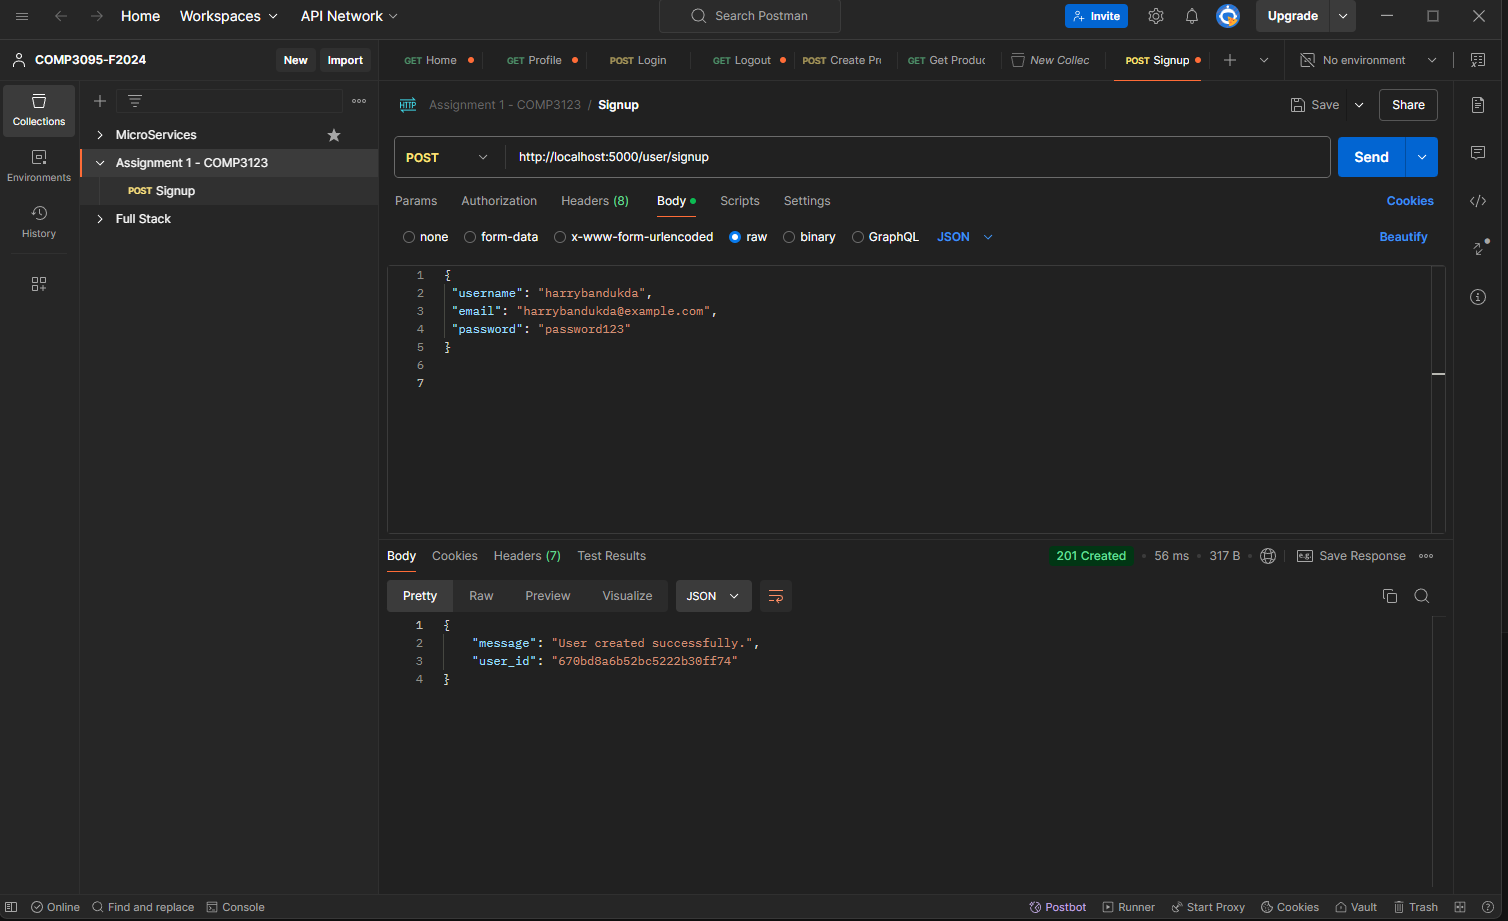 Home Workspaces API Network Search Postman Invite Upgrade
COMP3095-F2024 New Import GET Home GET Profile POST Login GET Logout POST Create Pr GET Get Produc New Collec POST Signup No environment
Collections
Environments
History
MicroServices
Assignment 1 - COMP3123
POST Signup
Full Stack
HTTP Assignment 1 - COMP3123 / Signup Save Share
POST http://localhost:5000/user/signup Send
Params Authorization Headers (8) Body Scripts Settings Cookies
none form-data x-www-form-urlencoded raw binary GraphQL JSON Beautify
1 {
2 "username": "harrybandukda",
3 "email": "harrybandukda@example.com",
4 "password": "password123"
5 }
6
7
Body Cookies Headers (7) Test Results 201 Created 56 ms 317 B e.g. Save Response
Pretty Raw Preview Visualize JSON
1 {
2 "message": "User created successfully.",
3 "user_id": "670bd8a6b52bc5222b30ff74"
4 }
Online Find and replace Console Postbot Runner Start Proxy Cookies Vault Trash